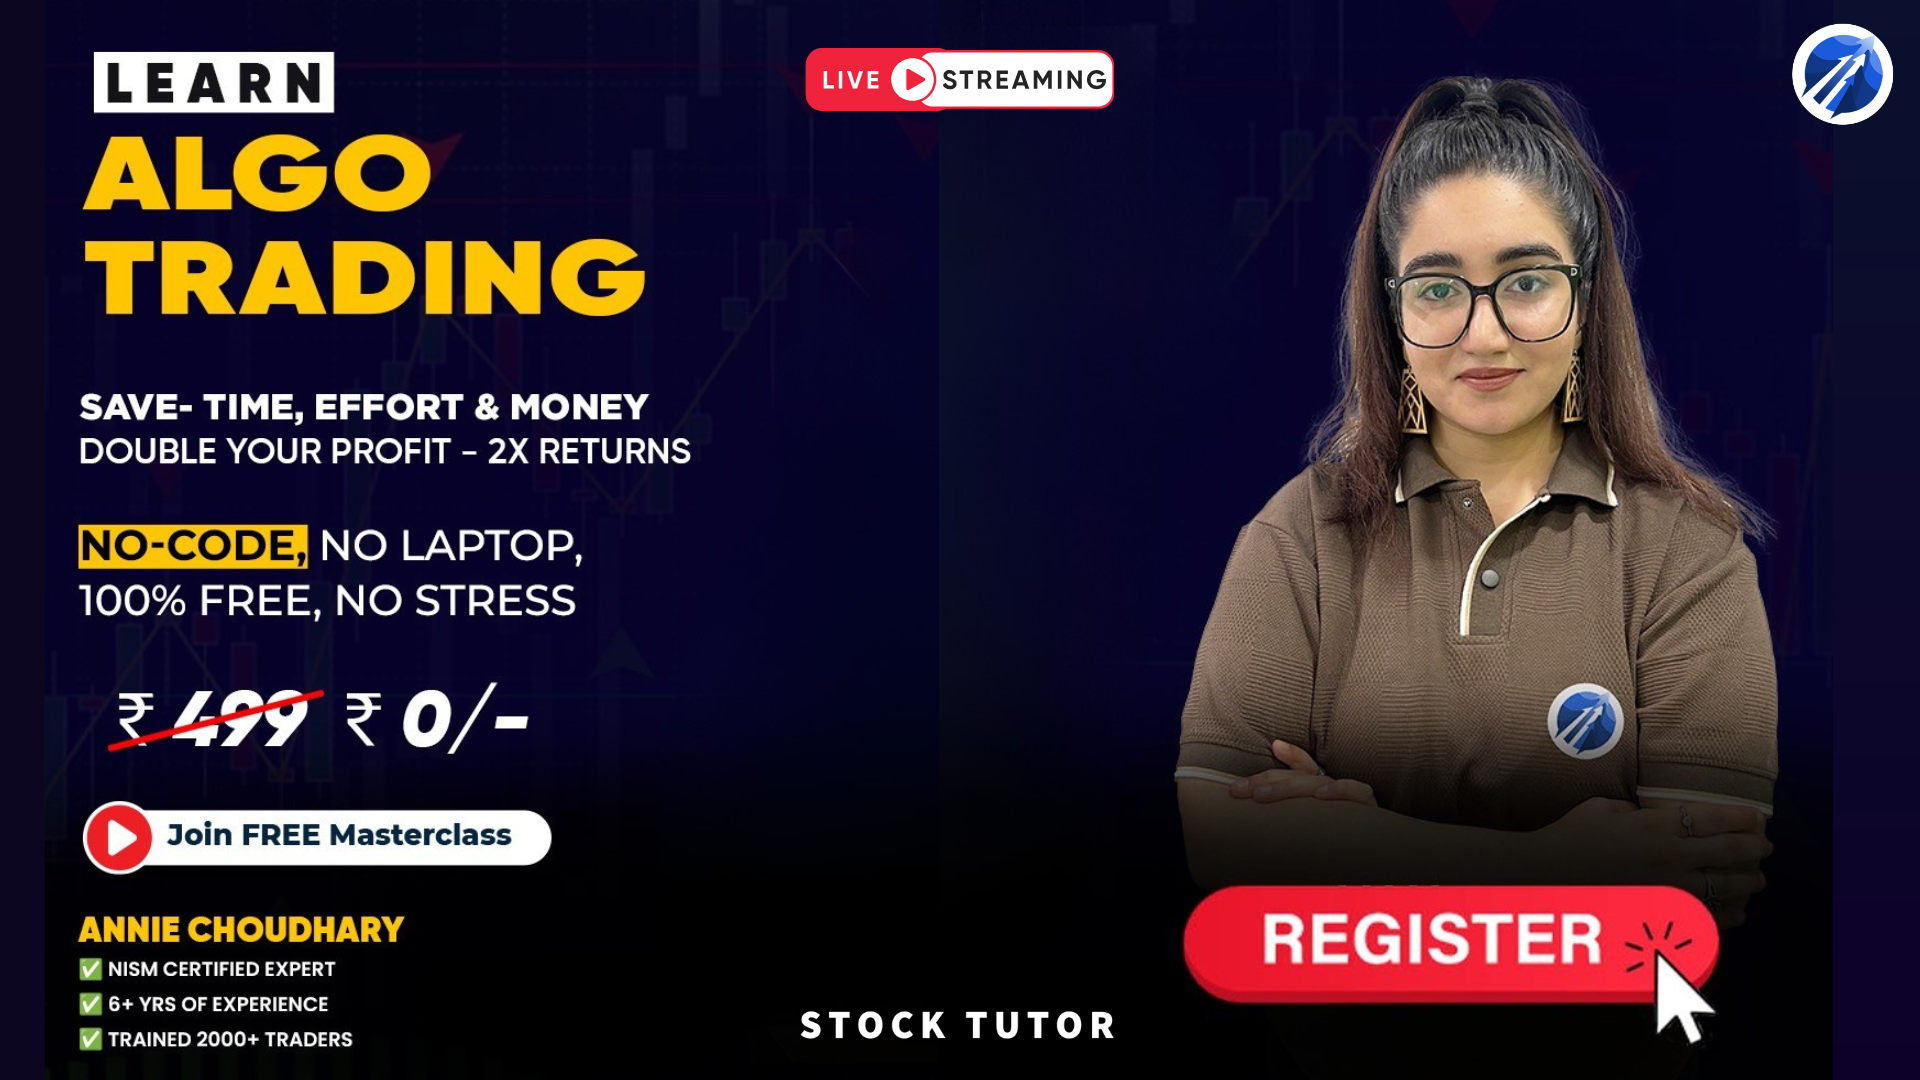 LEARN
ALGO
TRADING
LIVE STREAMING
SAVE- TIME, EFFORT & MONEY
DOUBLE YOUR PROFIT – 2X RETURNS
NO-CODE, NO LAPTOP,
100% FREE, NO STRESS
₹ 499 ₹ 0/-
Join FREE Masterclass
ANNIE CHOUDHARY
✅ NISM CERTIFIED EXPERT
✅ 6+ YRS OF EXPERIENCE
✅ TRAINED 2000+ TRADERS
REGISTER
STOCK TUTOR